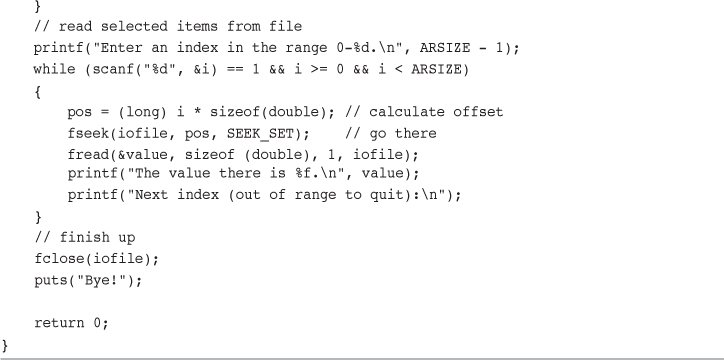 }
// read selected items from file
printf("Enter an index in the range 0-%d.\n", ARSIZE - 1);
while (scanf("%d", &i) == 1 && i >= 0 && i < ARSIZE)
{
pos = (long) i * sizeof(double); // calculate offset
fseek(iofile, pos, SEEK_SET); // go there
fread(&value, sizeof (double), 1, iofile);
printf("The value there is %f.\n", value);
printf("Next index (out of range to quit):\n");
}
// finish up
fclose(iofile);
puts("Bye!");
return 0;
}